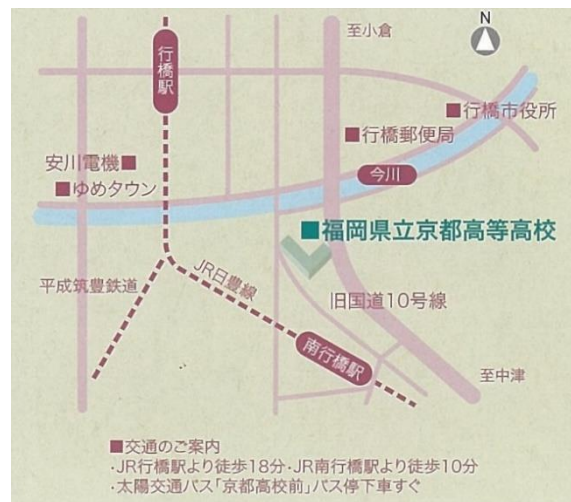 N
至小倉
行橋駅
行橋市役所
行橋郵便局
安川電機
ゆめタウン
今川
福岡県立京都高等高校
平成筑豊鉄道
JR日豊線
旧国道10号線
南行橋駅
至中津
■交通のご案内
・JR行橋駅より徒歩18分・JR南行橋駅より徒歩10分
・太陽交通バス「京都高校前」バス停下車すぐ